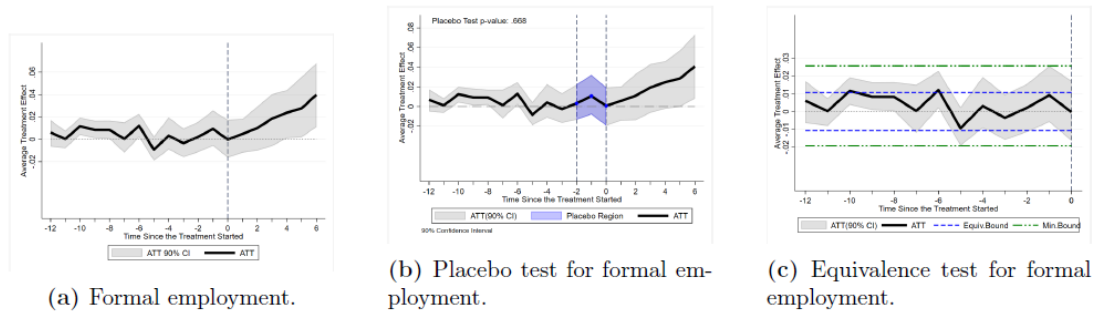 Average Treatment Effect
-.02 0 .02 .04 .06
-12 -10 -8 -6 -4 -2 0 2 4 6
Time Since the Treatment Started
ATT 90% CI ATT
(a) Formal employment.
Placebo Test p-value: .668
Average Treatment Effect
-.02 0 .02 .04 .06 .08
-12 -10 -8 -6 -4 -2 0 2 4 6
Time Since the Treatment Started
ATT(90% CI) Placebo Region ATT
90% Confidence Interval
(b) Placebo test for formal em-
ployment.
Average Treatment Effect
-.02 -.01 0 .01 .02 .03
-12 -10 -8 -6 -4 -2 0
Time Since the Treatment Started
ATT(90% CI) ATT Equiv.Bound Min.Bound
(c) Equivalence test for formal
employment.